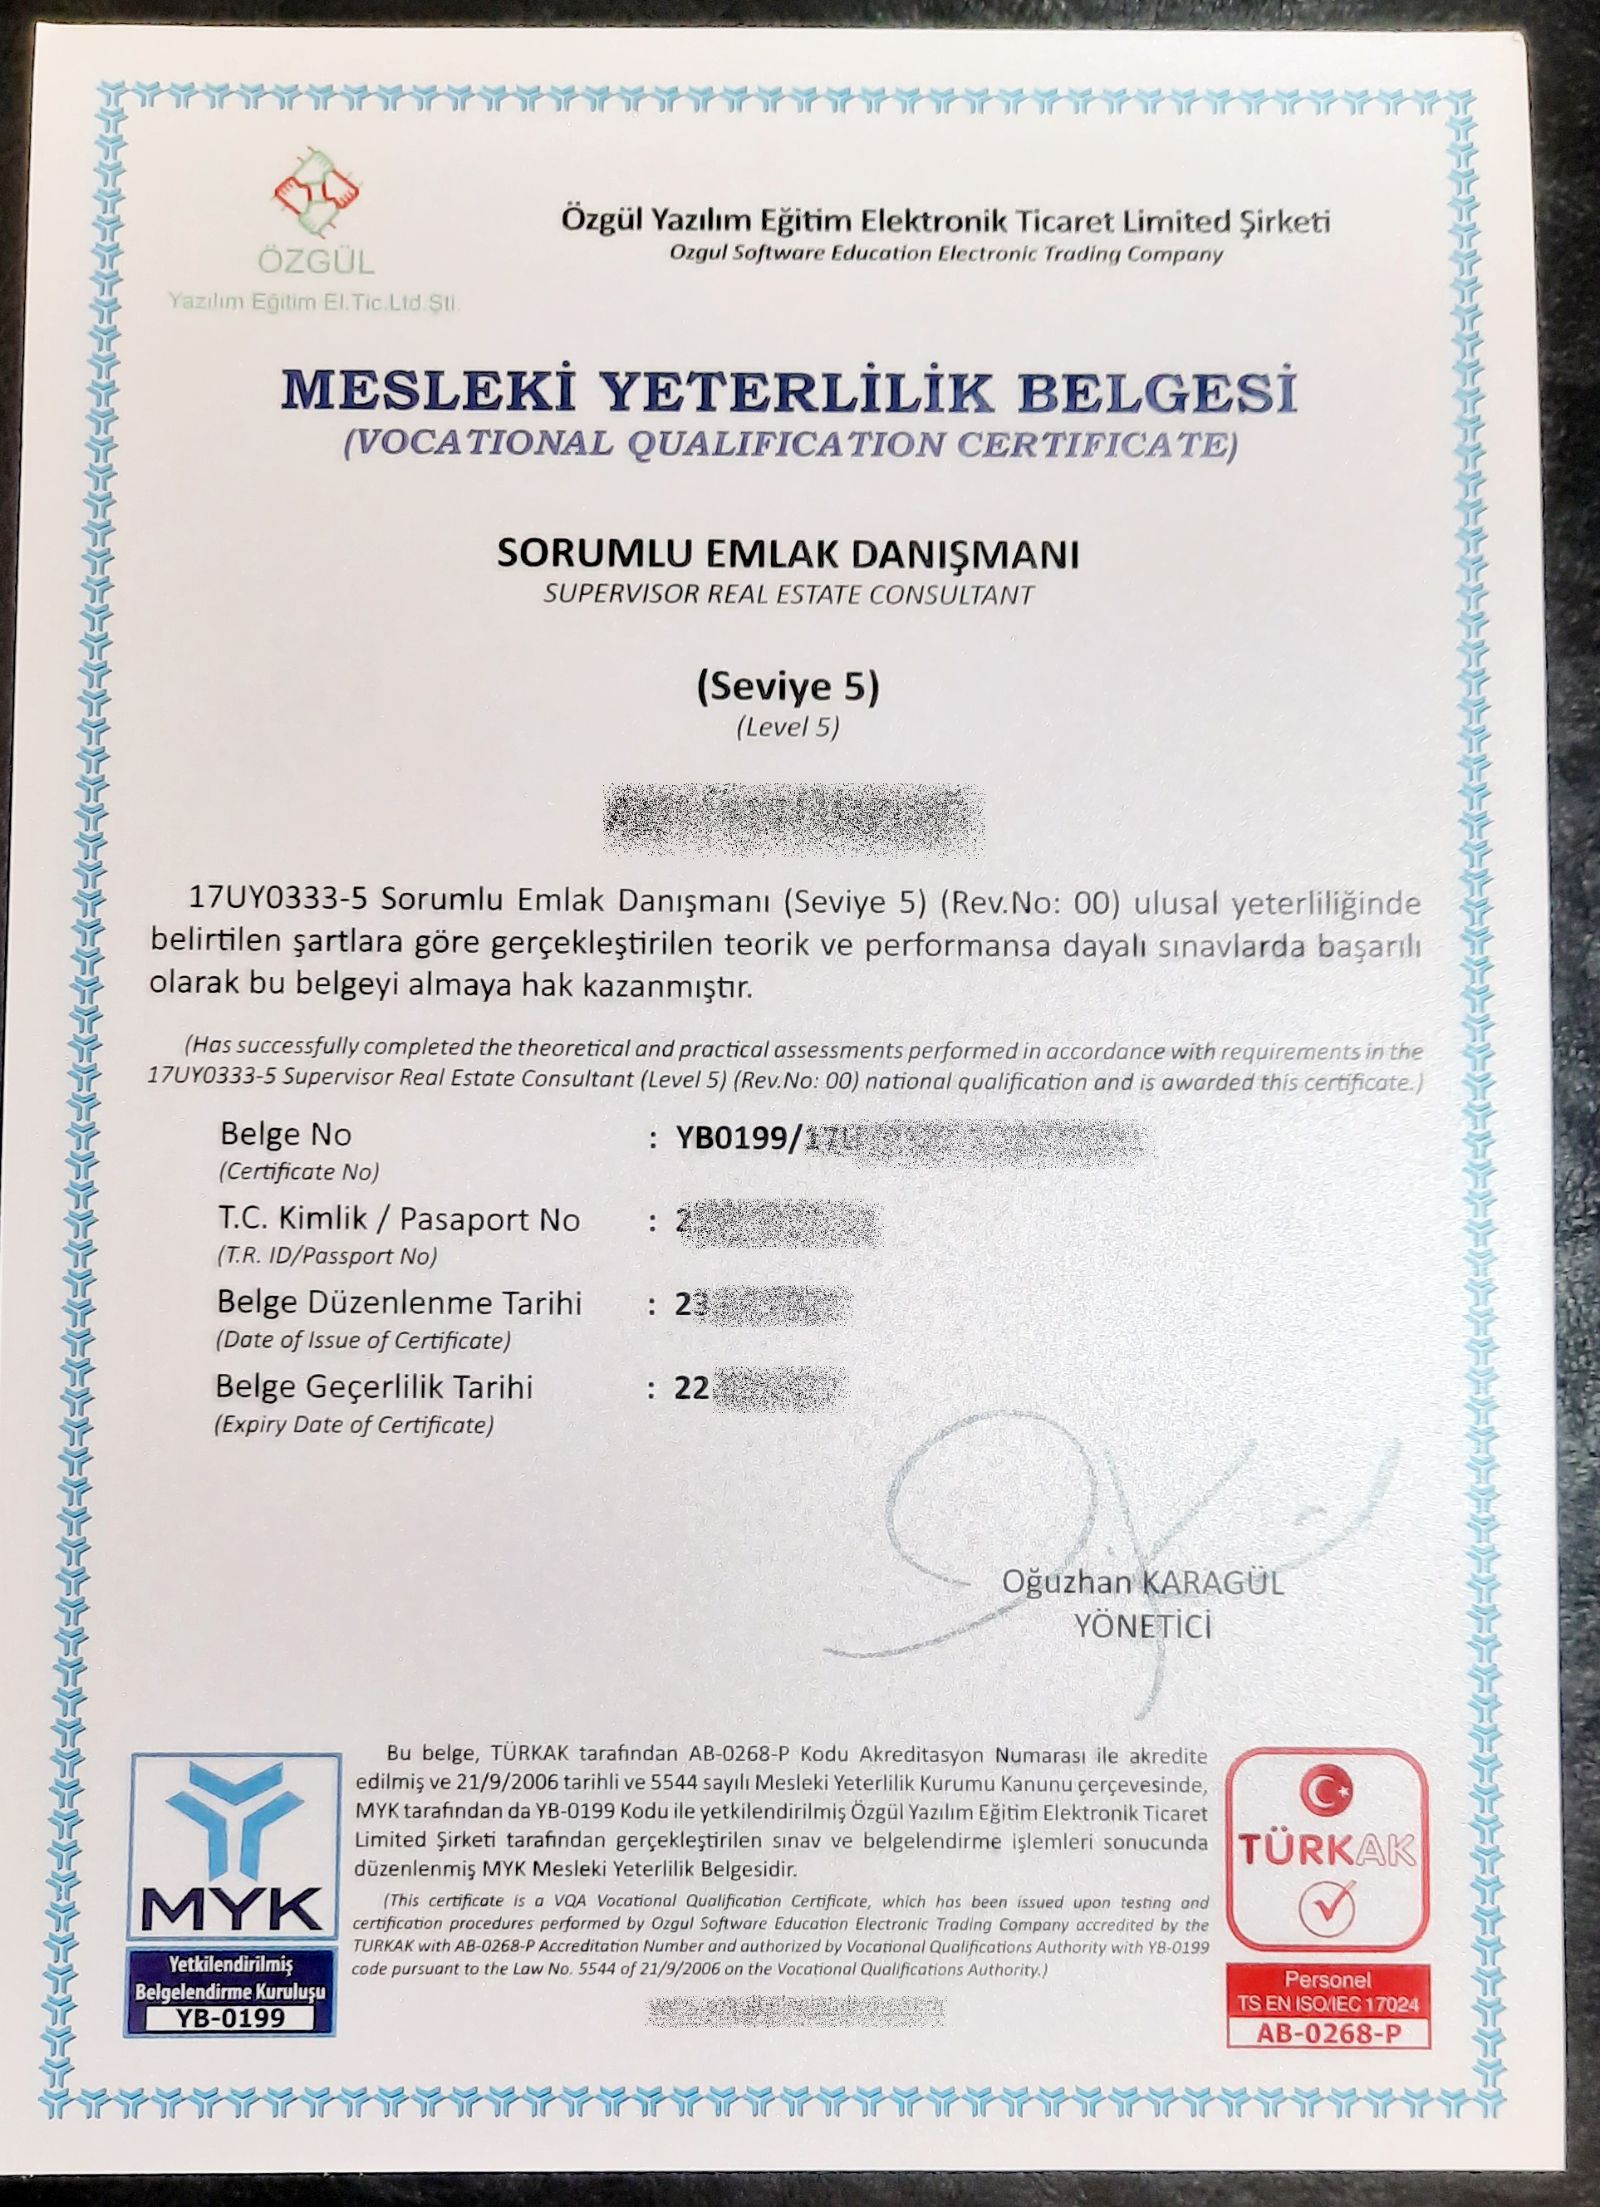 ÖZGÜL
Yazılım Eğitim El.Tic.Ltd.Şti.
Özgül Yazılım Eğitim Elektronik Ticaret Limited Şirketi
Ozgul Software Education Electronic Trading Company
MESLEKİ YETERLİLİK BELGESİ
(VOCATIONAL QUALIFICATION CERTIFICATE)
SORUMLU EMLAK DANIŞMANI
SUPERVISOR REAL ESTATE CONSULTANT
(Seviye 5)
(Level 5)
17UY0333-5 Sorumlu Emlak Danışmanı (Seviye 5) (Rev.No: 00) ulusal yeterliliğinde
belirtilen şartlara göre gerçekleştirilen teorik ve performansa dayalı sınavlarda başarılı
olarak bu belgeyi almaya hak kazanmıştır.
(Has successfully completed the theoretical and practical assessments performed in accordance with requirements in the
17UY0333-5 Supervisor Real Estate Consultant (Level 5) (Rev.No: 00) national qualification and is awarded this certificate.)
Belge No : YB0199/
(Certificate No)
T.C. Kimlik / Pasaport No :
(T.R. ID/Passport No)
Belge Düzenlenme Tarihi : 23
(Date of Issue of Certificate)
Belge Geçerlilik Tarihi : 22
(Expiry Date of Certificate)
Oğuzhan KARAGÜL
YÖNETİCİ
Bu belge, TÜRKAK tarafından AB-0268-P Kodu Akreditasyon Numarası ile akredite
edilmiş ve 21/9/2006 tarihli ve 5544 sayılı Mesleki Yeterlilik Kurumu Kanunu çerçevesinde,
MYK tarafından da YB-0199 Kodu ile yetkilendirilmiş Özgül Yazılım Eğitim Elektronik Ticaret
Limited Şirketi tarafından gerçekleştirilen sınav ve belgelendirme işlemleri sonucunda
düzenlenmiş MYK Mesleki Yeterlilik Belgesidir.
(This certificate is a VQA Vocational Qualification Certificate, which has been issued upon testing and
certification procedures performed by Ozgul Software Education Electronic Trading Company accredited by the
TURKAK with AB-0268-P Accreditation Number and authorized by Vocational Qualifications Authority with YB-0199
code pursuant to the Law No. 5544 of 21/9/2006 on the Vocational Qualifications Authority.)
MYK
Yetkilendirilmiş
Belgelendirme Kuruluşu
YB-0199
TÜRKAK
Personel
TS EN ISO/IEC 17024
AB-0268-P